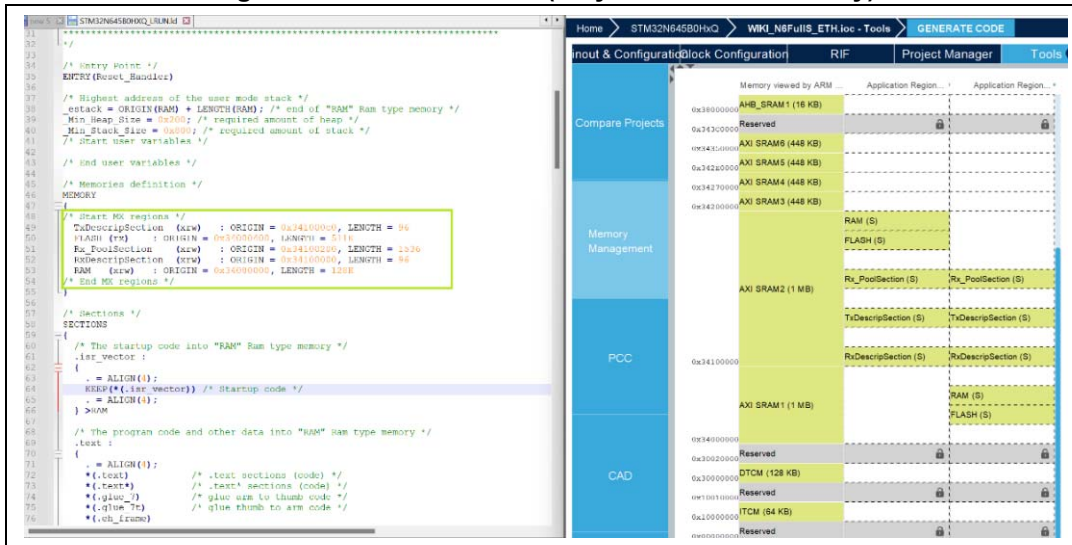 new 5 STM32N645B0HXQ_LRUN.ld
31
32 */
33
34 /* Entry Point */
35 ENTRY(Reset_Handler)
36
37 /* Highest address of the user mode stack */
38 _estack = ORIGIN(RAM) + LENGTH(RAM); /* end of "RAM" Ram type memory */
39 _Min_Heap_Size = 0x200; /* required amount of heap */
40 _Min_Stack_Size = 0x800; /* required amount of stack */
41 /* Start user variables */
42
43 /* End user variables */
44
45 /* Memories definition */
46 MEMORY
47 {
48 /* Start MX regions */
49 TxDescripSection (xrw) : ORIGIN = 0x341000c0, LENGTH = 96
50 FLASH (rx) : ORIGIN = LENGTH = 511K
51 Rx_PoolSection (xrw) : ORIGIN = 0x34100200, LENGTH = 1536
52 RxDescripSection (xrw) : ORIGIN = 0x34100000, LENGTH = 96
53 RAM (xrw) : ORIGIN = LENGTH = 128K
54 /* End MX regions */
55 }
56
57 /* Sections */
58 SECTIONS
59 {
60 /* The startup code into "RAM" Ram type memory */
61 .isr_vector :
62 {
63 . = ALIGN(4);
64 KEEP(*(.isr_vector)) /* Startup code */
65 . = ALIGN(4);
66 } >RAM
67
68 /* The program code and other data into "RAM" Ram type memory */
69 .text :
70 {
71 . = ALIGN(4);
72 *(.text) /* .text sections (code) */
73 *(.text*) /* .text* sections (code) */
74 *(.glue_7) /* glue arm to thumb code */
75 *(.glue_7t) /* glue thumb to arm code */
76 *(.eh_frame)
Home STM32N645B0HxQ WIKI_N6FullS_ETH.ioc - Tools GENERATE CODE
inout & Configuration Clock Configuration RIF Project Manager Tools
Compare Projects
Memory Management
PCC
CAD
Memory viewed by ARM ... Application Region... Application Region...
0x38000000 AHB_SRAM1 (16 KB)
0x343C0000 Reserved
0x34350000 AXI SRAM6 (448 KB)
0x342E0000 AXI SRAM5 (448 KB)
0x34270000 AXI SRAM4 (448 KB)
0x34200000 AXI SRAM3 (448 KB)
RAM (S)
FLASH (S)
Rx_PoolSection (S) Rx_PoolSection (S)
AXI SRAM2 (1 MB)
TxDescripSection (S) TxDescripSection (S)
0x34100000 RxDescripSection (S) RxDescripSection (S)
RAM (S)
AXI SRAM1 (1 MB)
FLASH (S)
0x34000000
0x30020000 Reserved
0x30000000 DTCM (128 KB)
0x10010000 Reserved
0x10000000 ITCM (64 KB)
0x00000000 Reserved